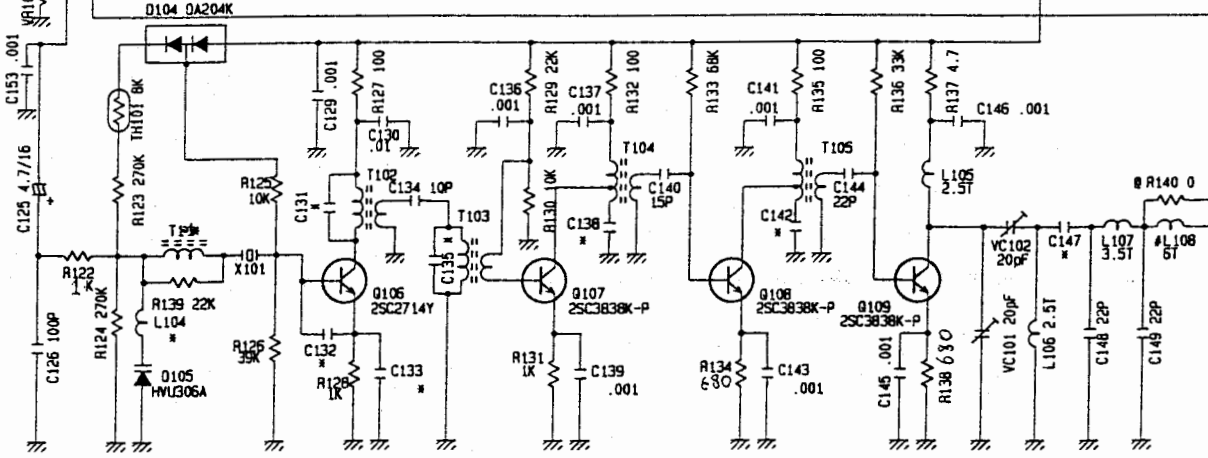 D104 DA204K
C153 .001
TH101 8K
C129 .001
R127 100
C136
.001
R129 22K
C137
.001
R132 100
R133 68K
C141
.001
R135 100
R136 33K
R137 4.7
C146 .001
C130
.01
C125 4.7/16
+
R123 270K
R125
10K
C131
*
T102
C134 10P
T103
R130
T104
C140
15P
T105
C144
22P
L105
2.5T
@ R140 0
R122
X101
C135
*
C138
*
C142
*
VC102
20pF
C147
*
L107
3.5T
#L108
6T
R139 22K
L104
*
Q106
2SC2714Y
Q107
2SC3838K-P
Q108
2SC3838K-P
Q109
2SC3838K-P
C126 100P
R124 270K
D105
HVU306A
R126
39K
C132
*
R128
1K
C133
*
R131
1K
C139
.001
R134
680
C143
.001
C145 .001
R138 680
VC101 20pF
L106 2.5T
C148 22P
C149 22P